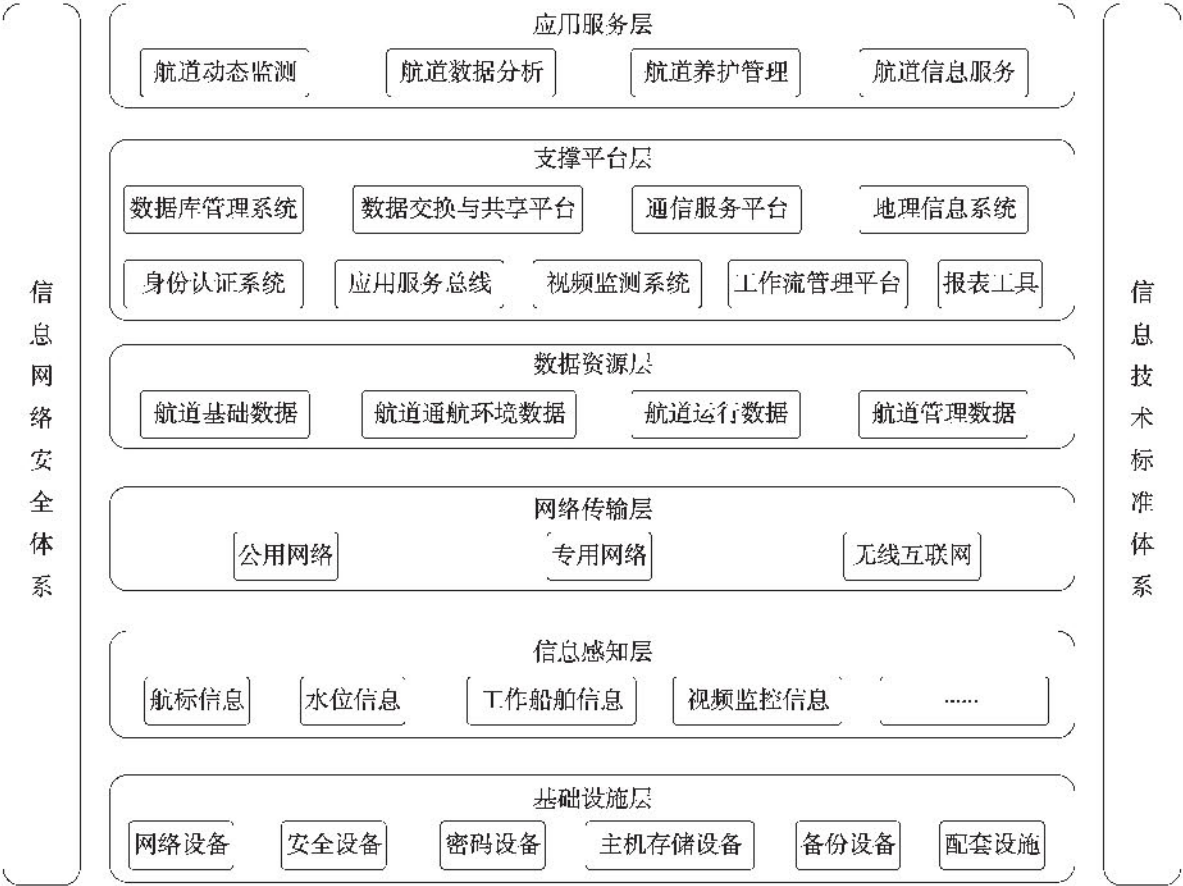 应用服务层
航道动态监测 航道数据分析 航道养护管理 航道信息服务
支撑平台层
数据库管理系统 数据交换与共享平台 通信服务平台 地理信息系统
身份认证系统 应用服务总线 视频监测系统 工作流管理平台 报表工具
数据资源层
航道基础数据 航道通航环境数据 航道运行数据 航道管理数据
网络传输层
公用网络 专用网络 无线互联网
信息感知层
航标信息 水位信息 工作船舶信息 视频监控信息 ……
基础设施层
网络设备 安全设备 密码设备 主机存储设备 备份设备 配套设施
信息网络安全体系
信息技术标准体系